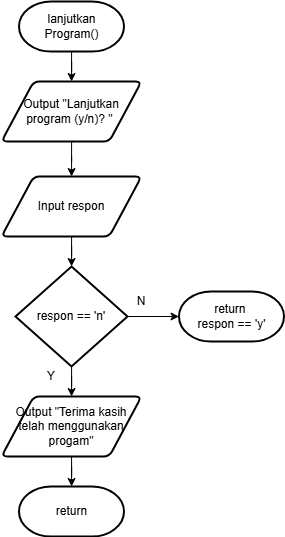 lanjutkan
Program()
Output "Lanjutkan
program (y/n)? "
Input respon
respon == 'n'
N
return
respon == 'y'
Y
Output "Terima kasih
telah menggunakan
progam"
return